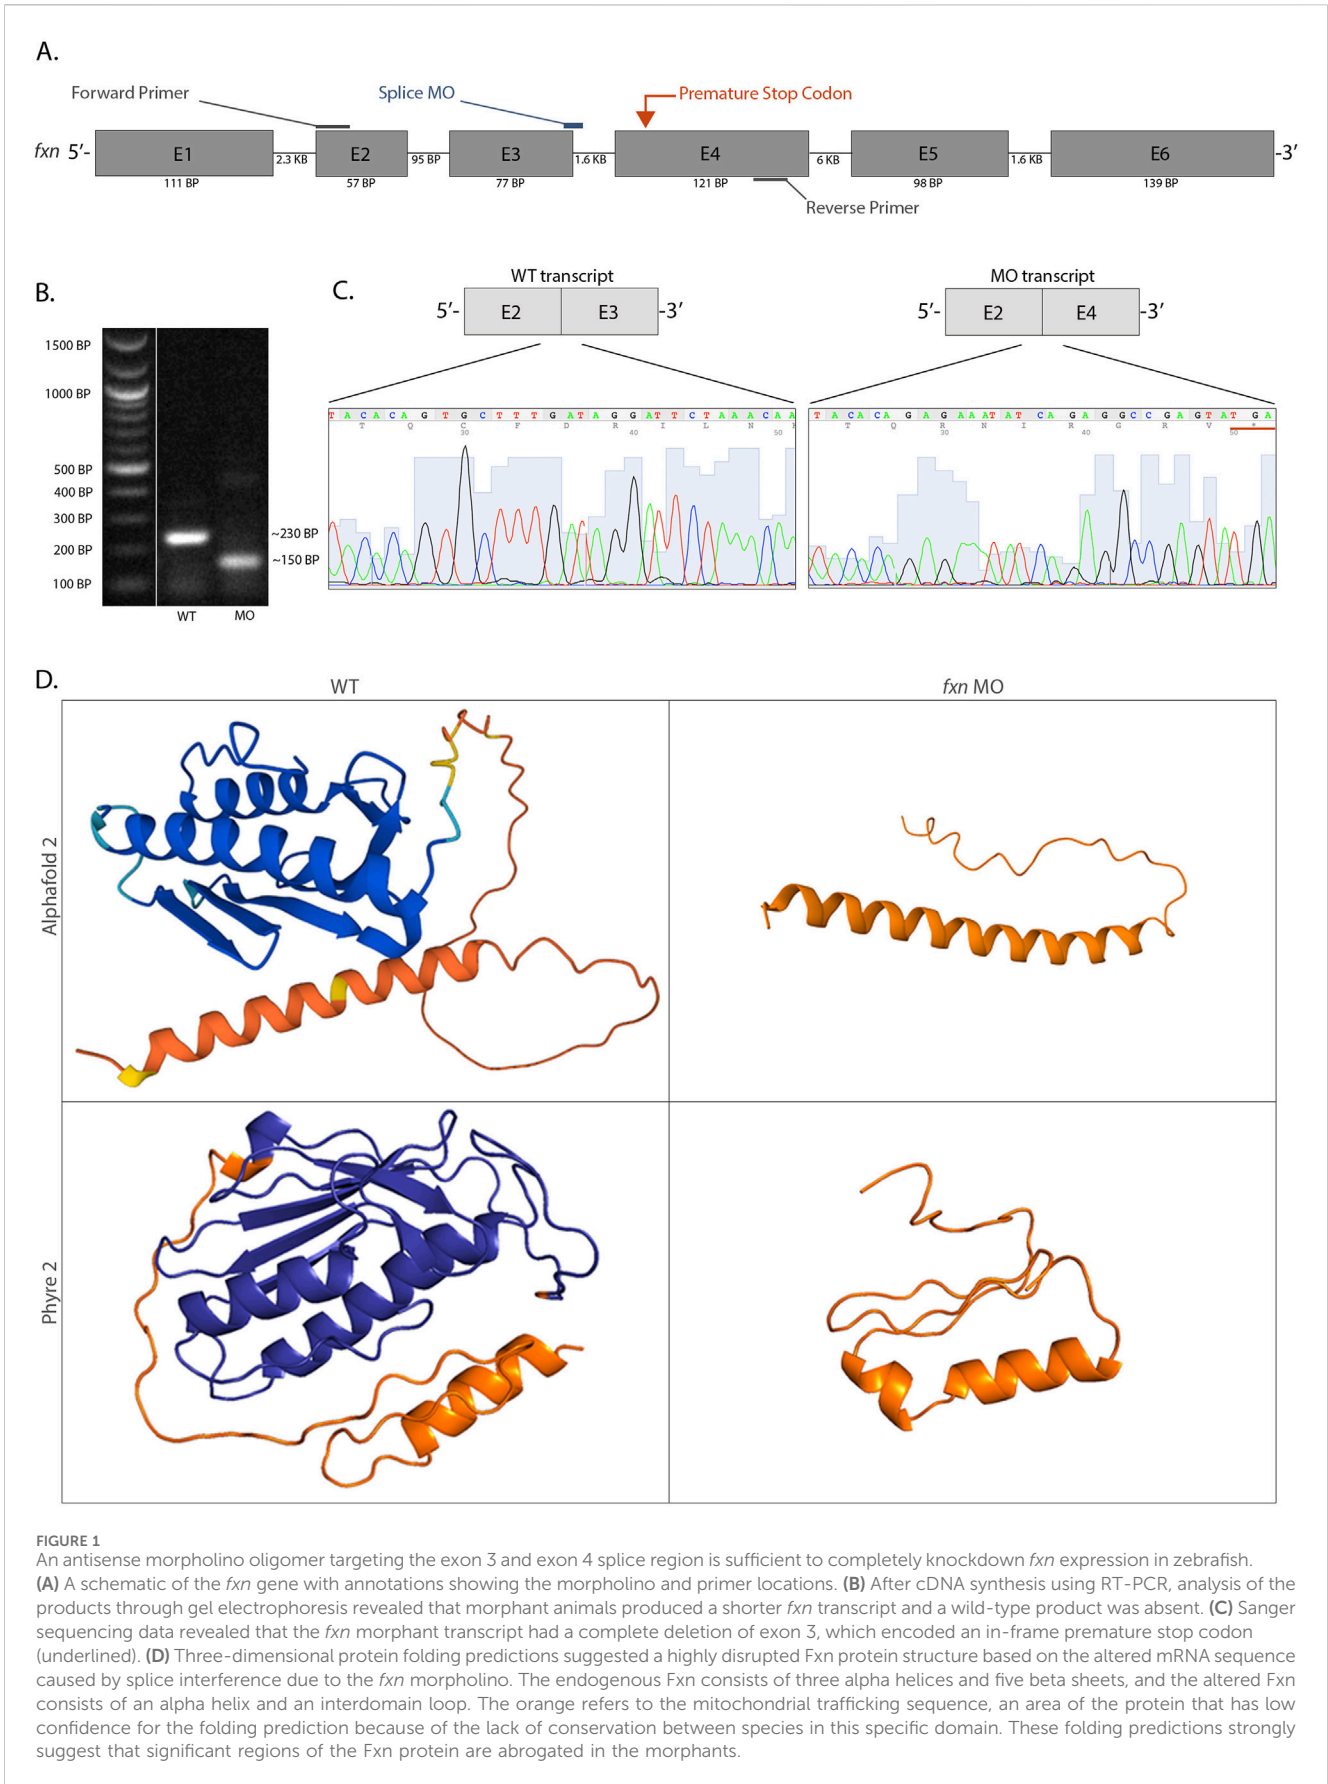 A.
Forward Primer
Splice MO
Premature Stop Codon
fxn 5’- E1 2.3 KB E2 95 BP E3 1.6 KB E4 6 KB E5 1.6 KB E6 -3’
111 BP 57 BP 77 BP 121 BP 98 BP 139 BP
Reverse Primer
B.
1500 BP
1000 BP
500 BP
400 BP
300 BP
200 BP
100 BP
~230 BP
~150 BP
WT MO
C.
WT transcript
5’- E2 E3 -3’
T A C A C A G T G C T T T G A T A G G A T T C T A A A C A A
T Q C F D R I L N
30 40 50
MO transcript
5’- E2 E4 -3’
T A C A C A G A G A A A T A T C A G A G G C C G A G T A T G A
T Q R N I R G R V *
30 40 50
D.
WT fxn MO
Alphafold 2
Phyre 2
FIGURE 1
An antisense morpholino oligomer targeting the exon 3 and exon 4 splice region is sufficient to completely knockdown fxn expression in zebrafish.
(A) A schematic of the fxn gene with annotations showing the morpholino and primer locations. (B) After cDNA synthesis using RT-PCR, analysis of the
products through gel electrophoresis revealed that morphant animals produced a shorter fxn transcript and a wild-type product was absent. (C) Sanger
sequencing data revealed that the fxn morphant transcript had a complete deletion of exon 3, which encoded an in-frame premature stop codon
(underlined). (D) Three-dimensional protein folding predictions suggested a highly disrupted Fxn protein structure based on the altered mRNA sequence
caused by splice interference due to the fxn morpholino. The endogenous Fxn consists of three alpha helices and five beta sheets, and the altered Fxn
consists of an alpha helix and an interdomain loop. The orange refers to the mitochondrial trafficking sequence, an area of the protein that has low
confidence for the folding prediction because of the lack of conservation between species in this specific domain. These folding predictions strongly
suggest that significant regions of the Fxn protein are abrogated in the morphants.